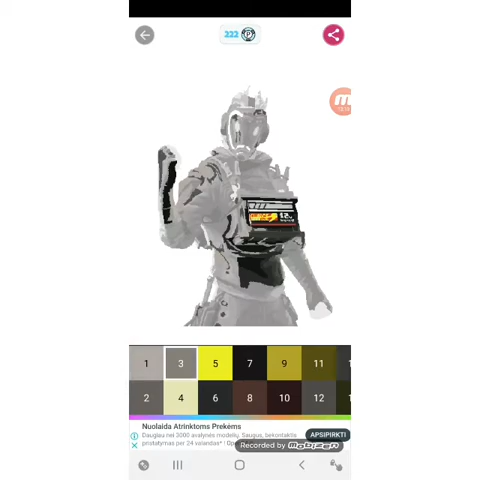 222 P
1 3 5 7 9 11
2 4 6 8 10 12
Nuolaida Atrinktoms Prekėms
Daugiau nei 3000 avalynės modelių. Saugus, bekontaktis
pristatymas per 24 valandas*
APSIPIRKTI
Recorded by mobizen